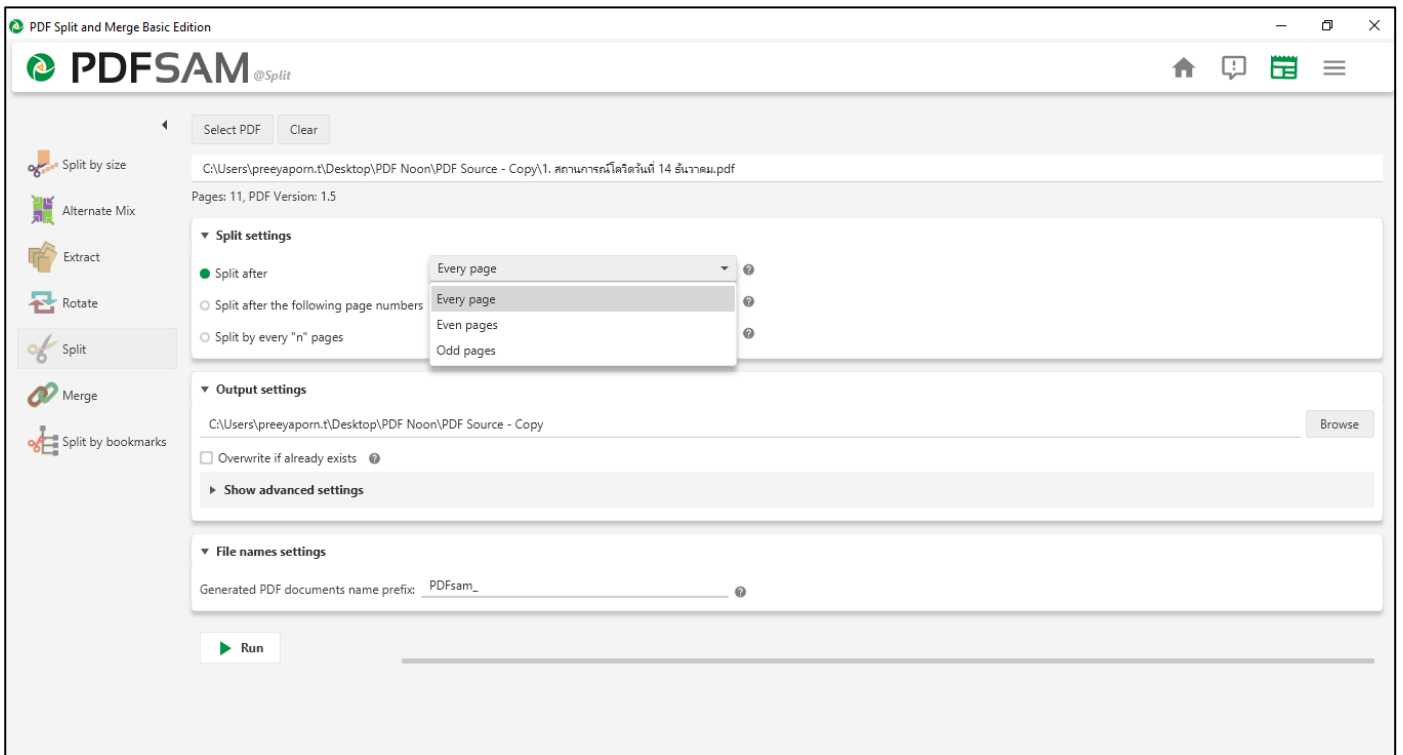 PDF Split and Merge Basic Edition
PDFSAM @Split
Select PDF Clear
C:\Users\preeyaporn.t\Desktop\PDF Noon\PDF Source - Copy\1. สถานการณ์โควิดวันที่ 14 ธันวาคม.pdf
Pages: 11, PDF Version: 1.5
Split by size
Alternate Mix
Extract
Rotate
Split
Merge
Split by bookmarks
Split settings
Split after Every page
Split after the following page numbers
Split by every "n" pages
Every page
Even pages
Odd pages
Output settings
C:\Users\preeyaporn.t\Desktop\PDF Noon\PDF Source - Copy Browse
Overwrite if already exists
Show advanced settings
File names settings
Generated PDF documents name prefix: PDFsam_
Run